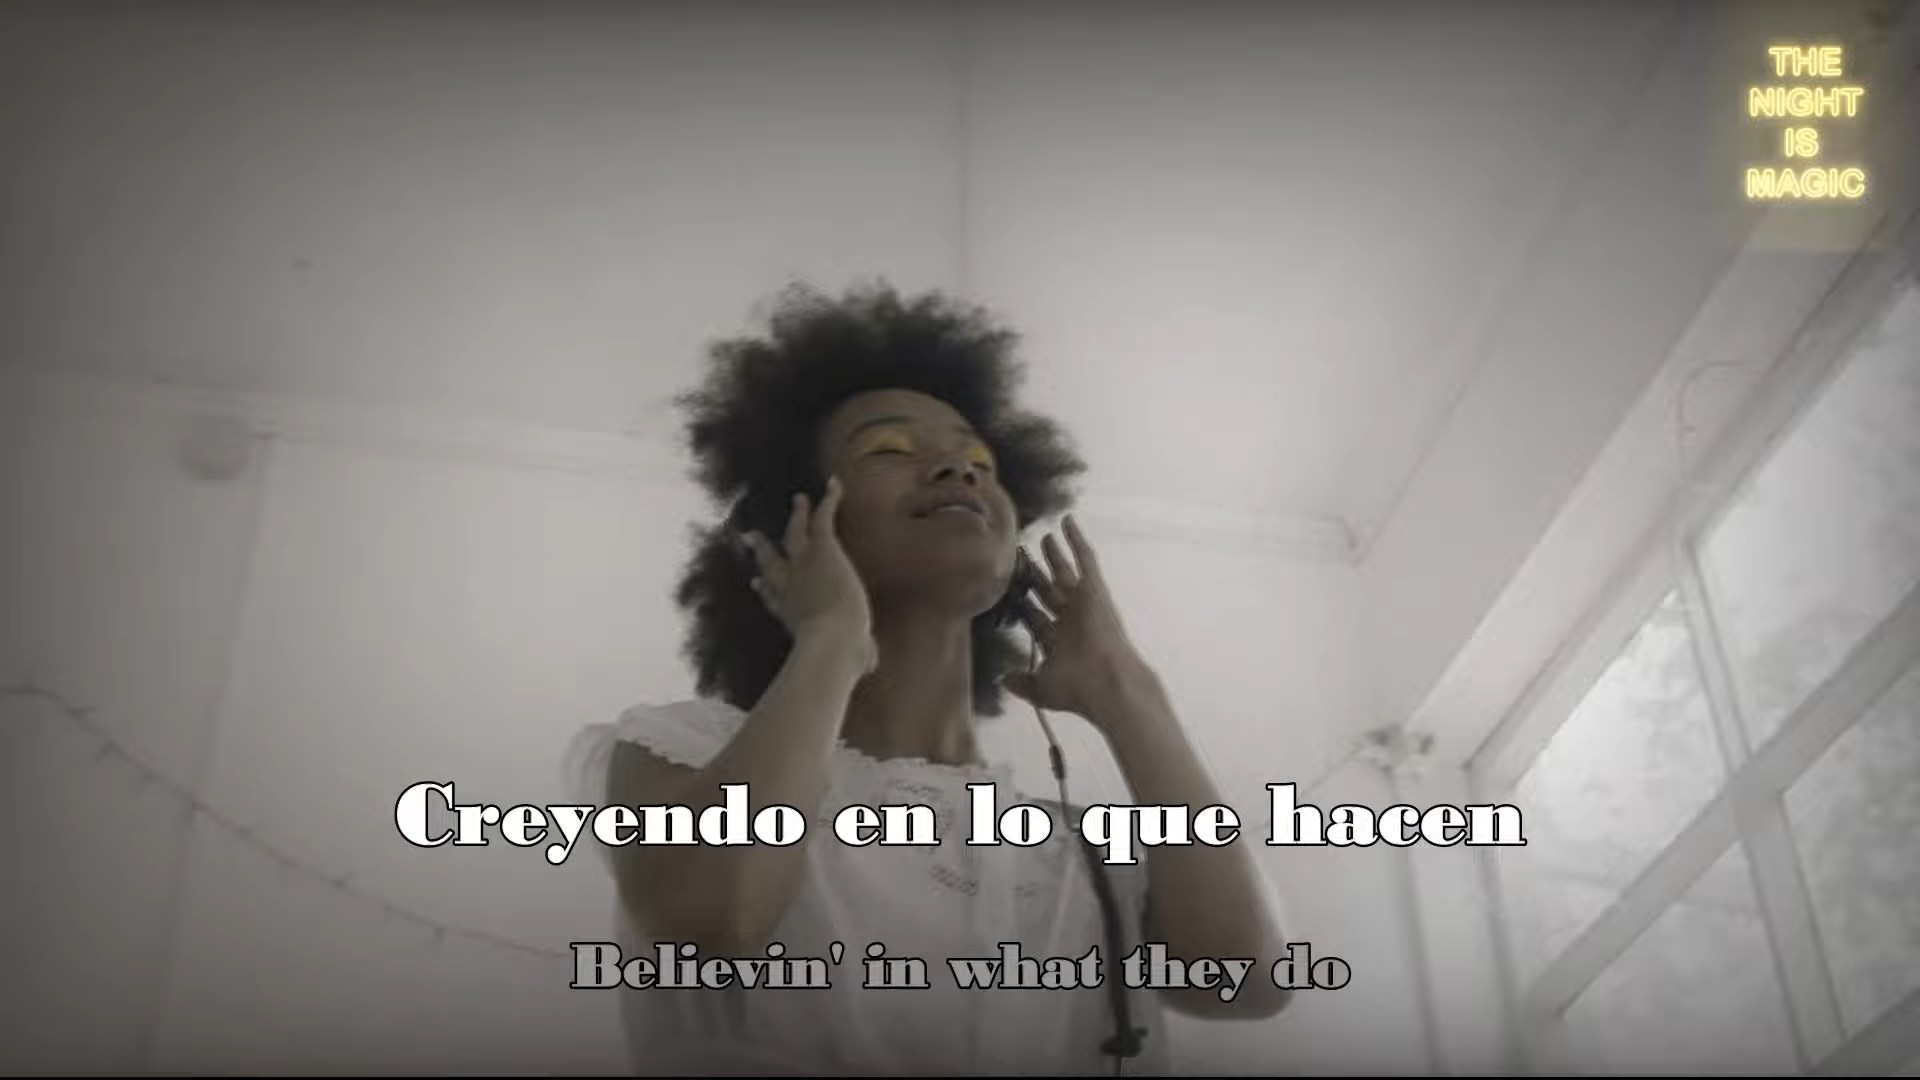 THE
NIGHT
IS
MAGIC
Creyendo en lo que hacen
Believin' in what they do